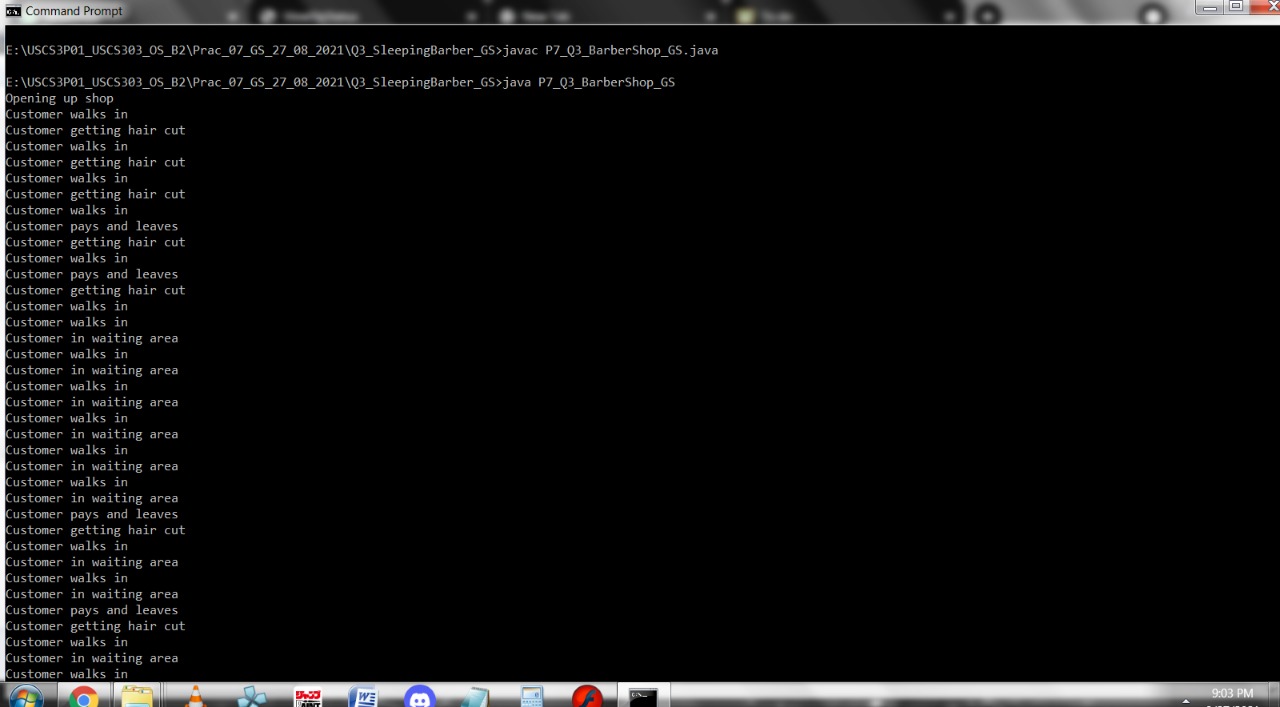 Command Prompt
E:\USCS3P01_USCS303_OS_B2\Prac_07_GS_27_08_2021\Q3_SleepingBarber_GS>javac P7_Q3_BarberShop_GS.java
E:\USCS3P01_USCS303_OS_B2\Prac_07_GS_27_08_2021\Q3_SleepingBarber_GS>java P7_Q3_BarberShop_GS
Opening up shop
Customer walks in
Customer getting hair cut
Customer walks in
Customer getting hair cut
Customer walks in
Customer getting hair cut
Customer walks in
Customer pays and leaves
Customer getting hair cut
Customer walks in
Customer pays and leaves
Customer getting hair cut
Customer walks in
Customer walks in
Customer in waiting area
Customer walks in
Customer in waiting area
Customer walks in
Customer in waiting area
Customer walks in
Customer in waiting area
Customer walks in
Customer in waiting area
Customer walks in
Customer in waiting area
Customer pays and leaves
Customer getting hair cut
Customer walks in
Customer in waiting area
Customer walks in
Customer in waiting area
Customer pays and leaves
Customer getting hair cut
Customer walks in
Customer in waiting area
Customer walks in
9:03 PM